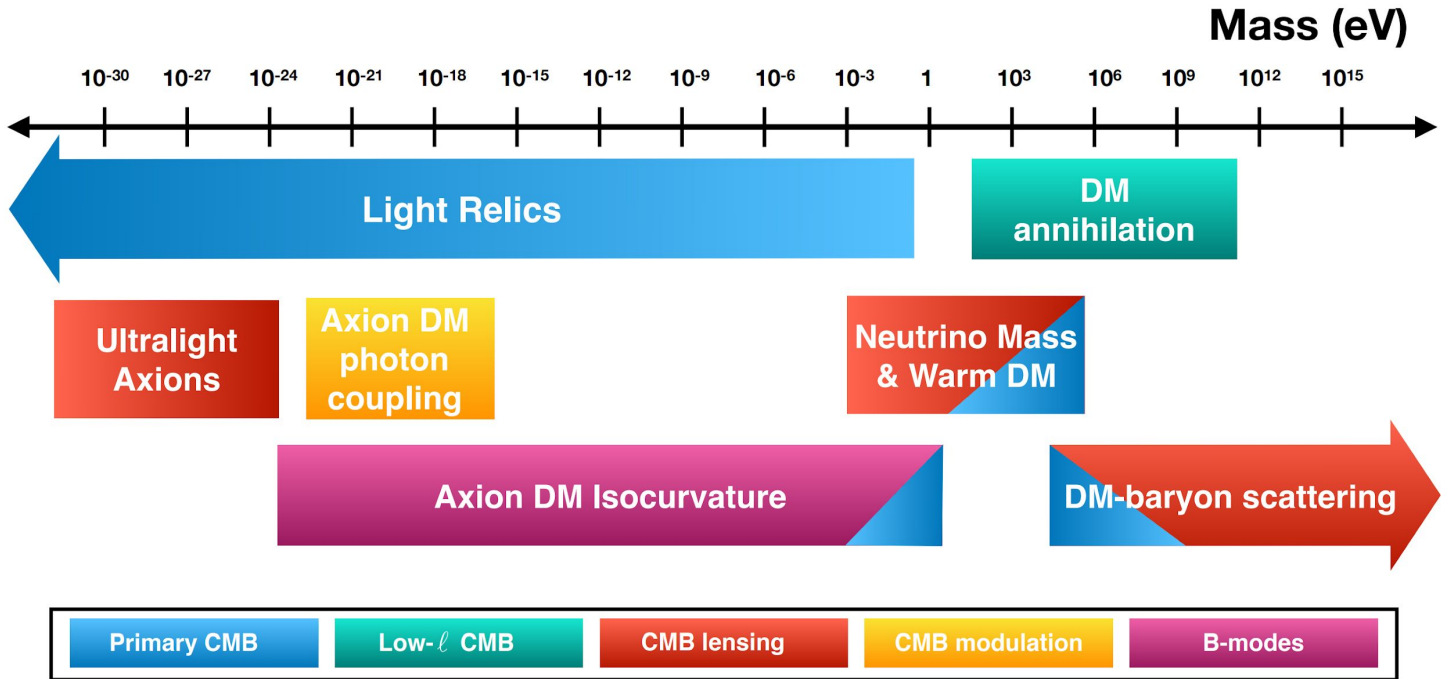 Mass (eV)
10⁻³⁰ 10⁻²⁷ 10⁻²⁴ 10⁻²¹ 10⁻¹⁸ 10⁻¹⁵ 10⁻¹² 10⁻⁹ 10⁻⁶ 10⁻³ 1 10³ 10⁶ 10⁹ 10¹² 10¹⁵
Light Relics
DM
annihilation
Ultralight
Axions
Axion DM
photon
coupling
Neutrino Mass
& Warm DM
Axion DM Isocurvature
DM-baryon scattering
Primary CMB
Low-ℓ CMB
CMB lensing
CMB modulation
B-modes